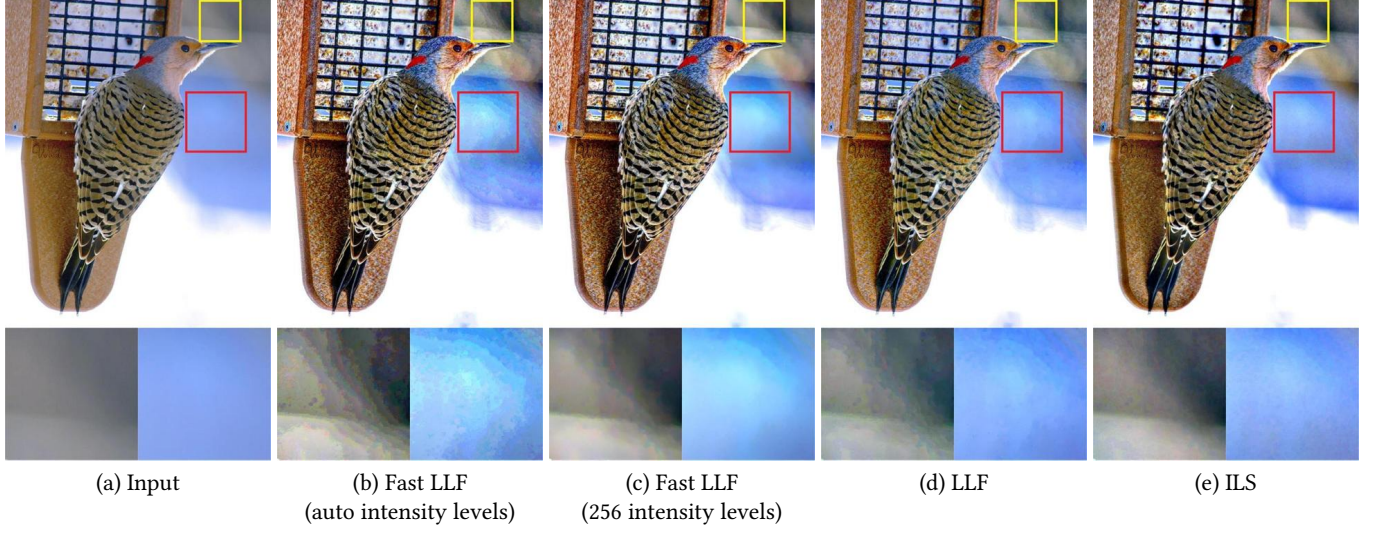 (a) Input
(b) Fast LLF
(auto intensity levels)
(c) Fast LLF
(256 intensity levels)
(d) LLF
(e) ILS